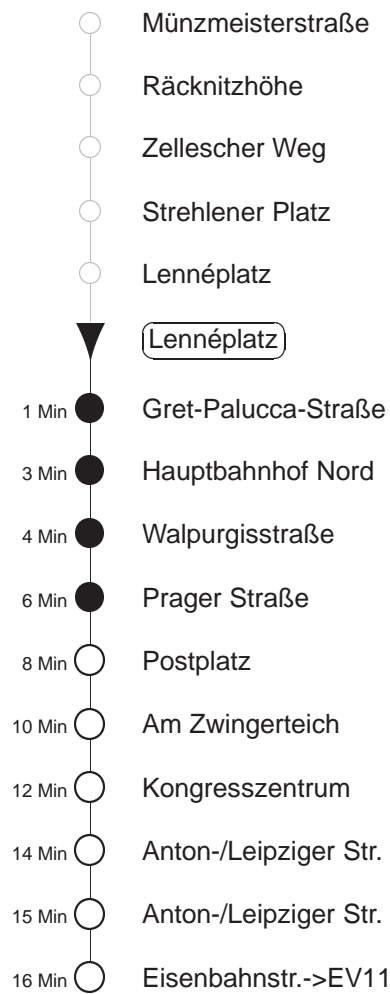 Münzmeisterstraße
Räcknitzhöhe
Zellescher Weg
Strehlener Platz
Lennéplatz
Lennéplatz
1 Min Gret-Palucca-Straße
3 Min Hauptbahnhof Nord
4 Min Walpurgisstraße
6 Min Prager Straße
8 Min Postplatz
10 Min Am Zwingerteich
12 Min Kongresszentrum
14 Min Anton-/Leipziger Str.
15 Min Anton-/Leipziger Str.
16 Min Eisenbahnstr.->EV11